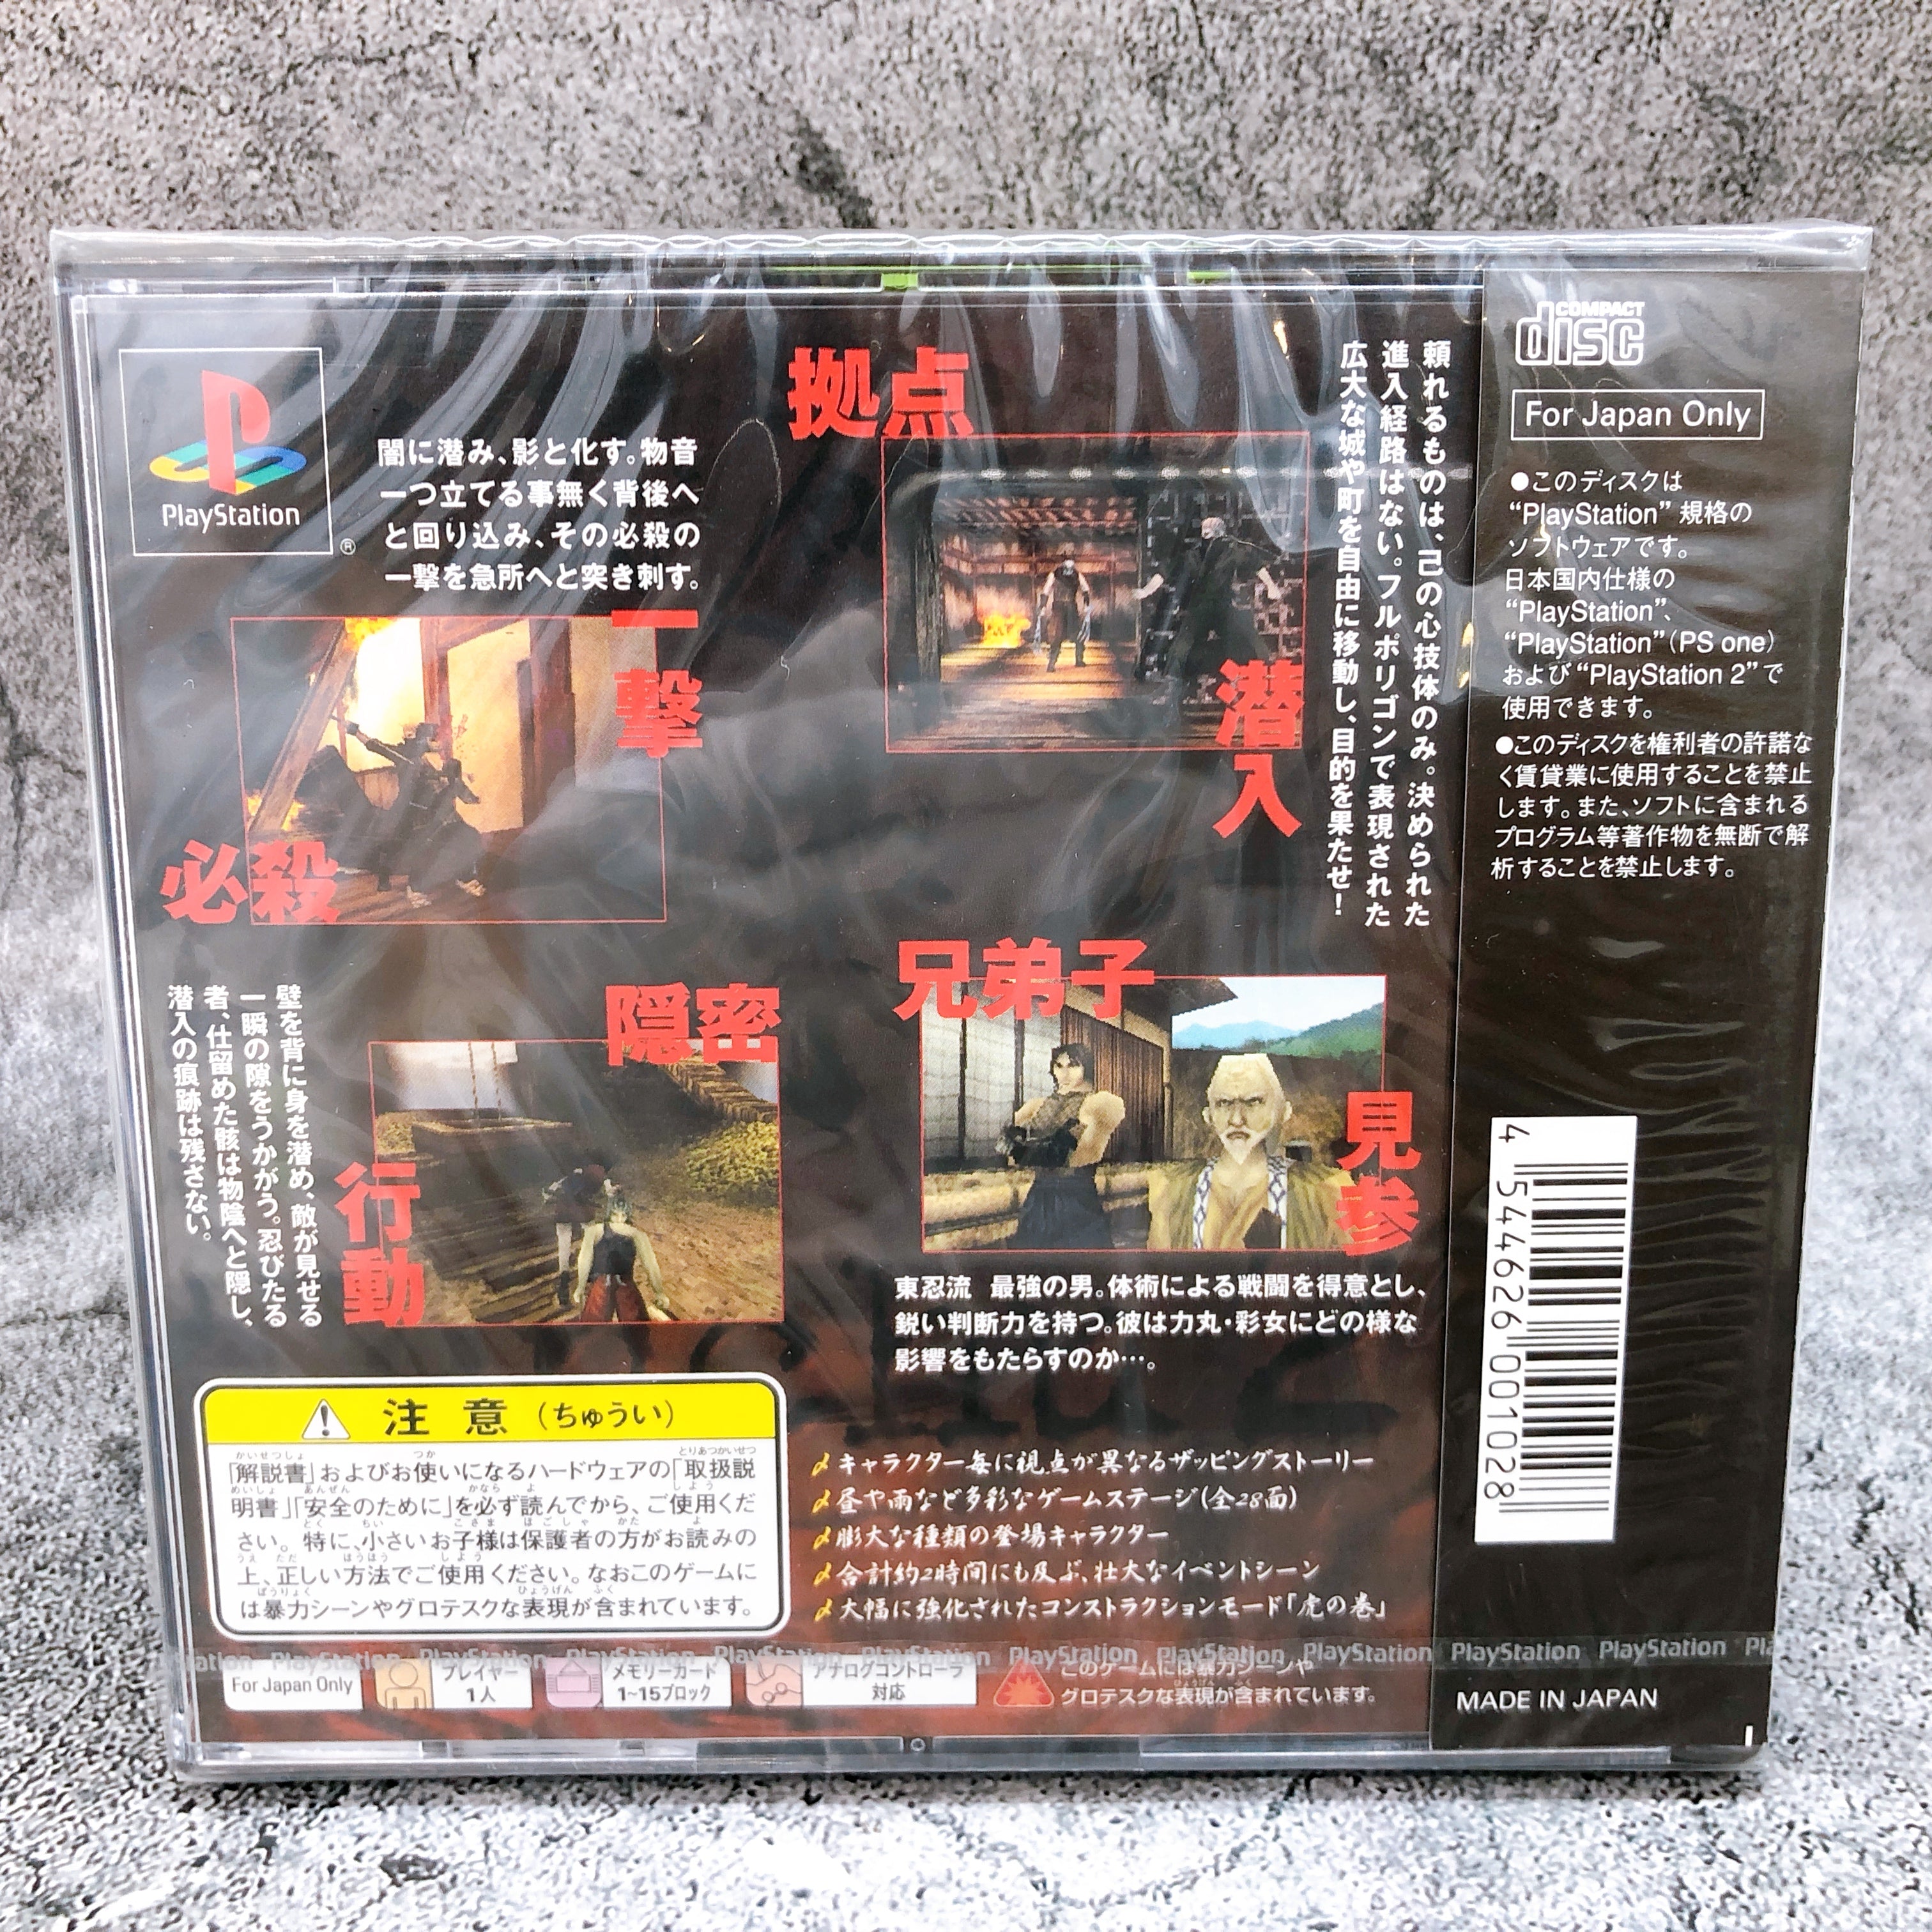 PlayStation
®
闇に潜み、影と化す。物音
一つ立てる事無く背後へ
と回り込み、その必殺の
一撃を急所へと突き刺す。
一撃
必殺
拠点
潜入
頼れるものは、己の心技体のみ。決められた
進入経路はない。フルポリゴンで表現された
広大な城や町を自由に移動し、目的を果たせ！
隠密
行動
壁を背に身を潜め、敵が見せる
一瞬の隙をうかがう。忍びたる
者、仕留めた骸は物陰へと隠し、
潜入の痕跡は残さない。
兄弟子
見参
東忍流 最強の男。体術による戦闘を得意とし、
鋭い判断力を持つ。彼は力丸・彩女にどの様な
影響をもたらすのか…。
注意（ちゅうい）
「解説書」およびお使いになるハードウェアの「取扱説
明書」「安全のために」を必ず読んでから、ご使用くだ
さい。特に、小さいお子様は保護者の方がお読みの
上、正しい方法でご使用ください。なおこのゲームに
は暴力シーンやグロテスクな表現が含まれています。
キャラクター毎に視点が異なるザッピングストーリー
昼や雨など多彩なゲームステージ(全28面)
膨大な種類の登場キャラクター
合計約2時間にも及ぶ、壮大なイベントシーン
大幅に強化されたコンストラクションモード「虎の巻」
PlayStation PlayStation PlayStation PlayStation PlayStation PlayStation PlayStation PlayStation PlayStation PlayStation
For Japan Only
プレイヤー
1人
メモリーカード
1~15ブロック
アナログコントローラ
対応
このゲームには暴力シーンや
グロテスクな表現が含まれています。
COMPACT
disc
For Japan Only
●このディスクは
“PlayStation” 規格の
ソフトウェアです。
日本国内仕様の
“PlayStation”、
“PlayStation”(PS one)
および“PlayStation 2”で
使用できます。
●このディスクを権利者の許諾な
く賃貸業に使用することを禁止
します。また、ソフトに含まれる
プログラム等著作物を無断で解
析することを禁止します。
4 544626 001028
MADE IN JAPAN